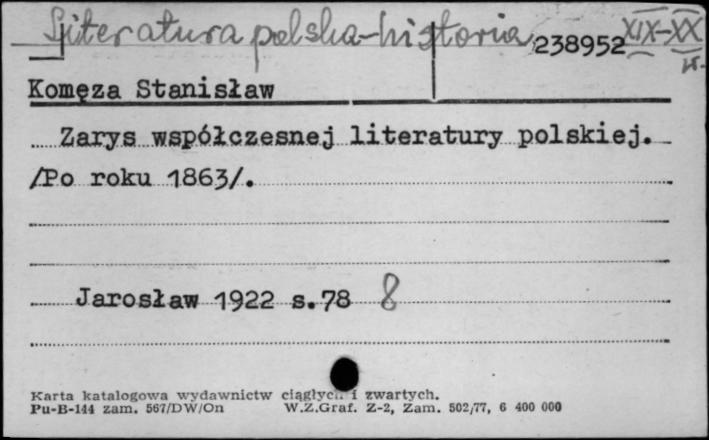 Literatura polska-historia XIX-XX
238952 w.
Komęza Stanisław
Zarys współczesnej literatury polskiej.
/Po roku 1863/.
Jarosław 1922 s.78 8
Karta katalogowa wydawnictw ciągłych i zwartych.
Pu-B-144 zam. 567/DW/On W.Z.Graf. Z-2, Zam. 502/77, 6 400 000